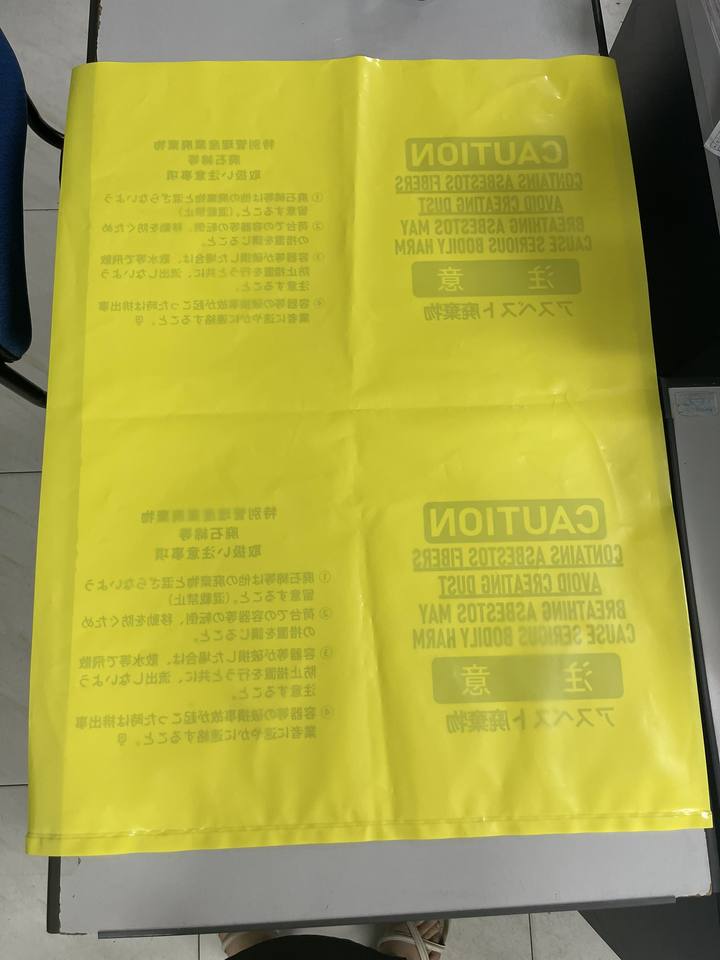 CAUTION
CONTAINS ASBESTOS FIBERS
AVOID CREATING DUST
BREATHING ASBESTOS MAY
CAUSE SERIOUS BODILY HARM
注 意
アスベスト廃棄物
特別管理産業廃棄物
廃石綿等
取扱い注意事項
① 廃石綿等は他の廃棄物と混ざらないよう
留意すること。(混載禁止)
② 荷台での容器等の転倒、移動を防ぐため
の措置を講じること。
③ 容器等が破損した場合は、散水等で飛散
防止措置を行うと共に、流出しないよう
注意すること。
④ 容器等の破損事故が起こった時は排出事
業者に速やかに連絡すること。
CAUTION
CONTAINS ASBESTOS FIBERS
AVOID CREATING DUST
BREATHING ASBESTOS MAY
CAUSE SERIOUS BODILY HARM
注 意
アスベスト廃棄物
特別管理産業廃棄物
廃石綿等
取扱い注意事項
① 廃石綿等は他の廃棄物と混ざらないよう
留意すること。(混載禁止)
② 荷台での容器等の転倒、移動を防ぐため
の措置を講じること。
③ 容器等が破損した場合は、散水等で飛散
防止措置を行うと共に、流出しないよう
注意すること。
④ 容器等の破損事故が起こった時は排出事
業者に速やかに連絡すること。